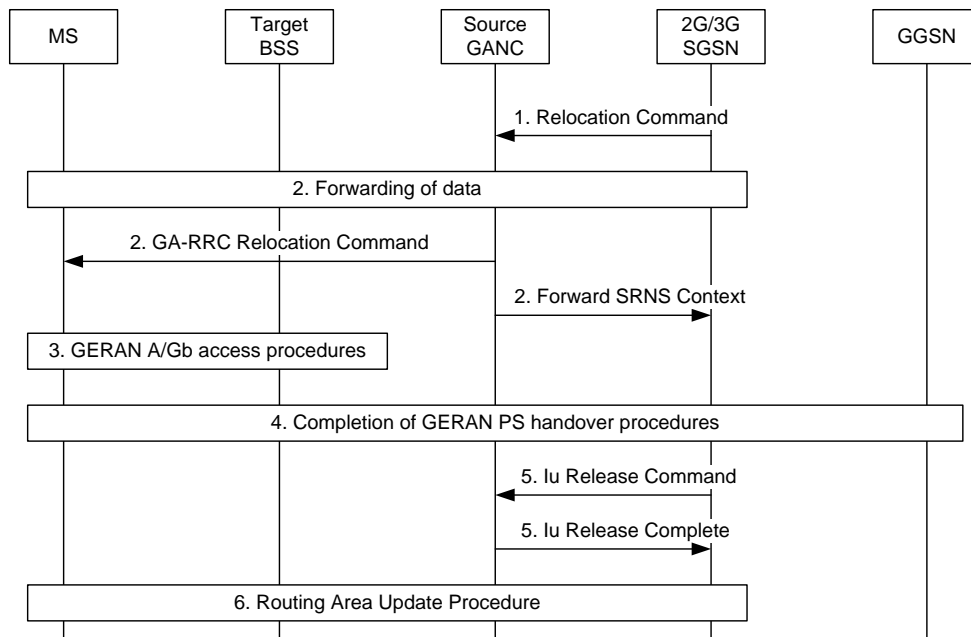 MS
Target
BSS
Source
GANC
2G/3G
SGSN
GGSN
1. Relocation Command
2. Forwarding of data
2. GA-RRC Relocation Command
2. Forward SRNS Context
3. GERAN A/Gb access procedures
4. Completion of GERAN PS handover procedures
5. Iu Release Command
5. Iu Release Complete
6. Routing Area Update Procedure